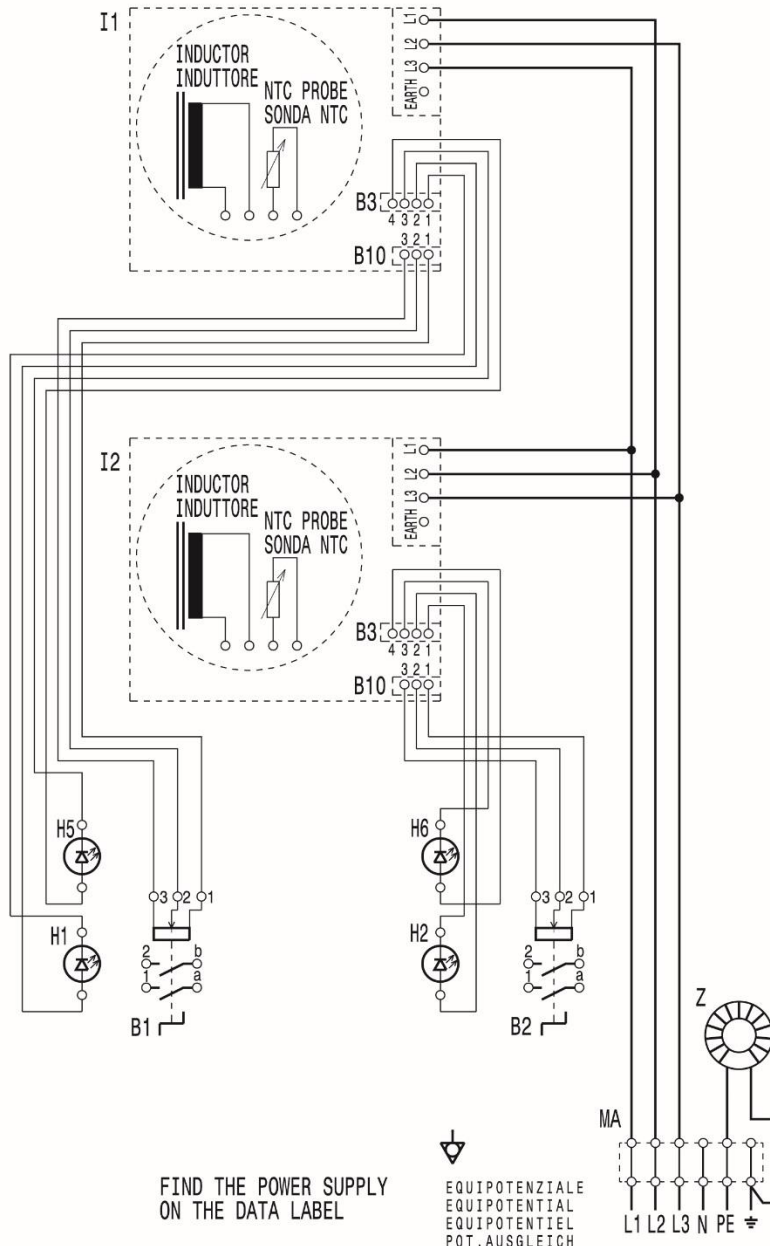 I1
INDUCTOR
INDUTTORE
NTC PROBE
SONDA NTC
L1
L2
L3
EARTH
B3
4 3 2 1
3 2 1
B10
I2
INDUCTOR
INDUTTORE
NTC PROBE
SONDA NTC
L1
L2
L3
EARTH
B3
4 3 2 1
3 2 1
B10
H5
H6
3 2 1
3 2 1
H1
2 b
1 a
B1
H2
2 b
1 a
B2
Z
MA
L1 L2 L3 N PE
FIND THE POWER SUPPLY
ON THE DATA LABEL
EQUIPOTENZIALE
EQUIPOTENTIAL
EQUIPOTENTIEL
POT.AUSGLEICH